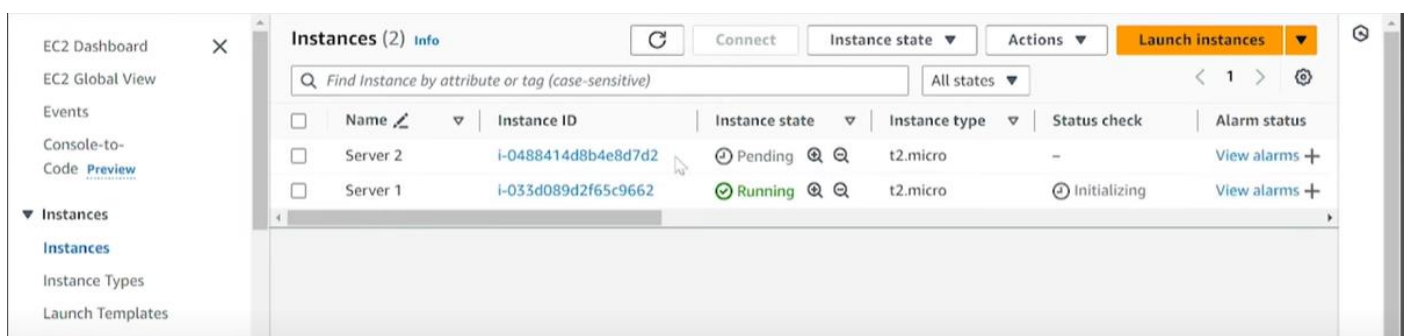 EC2 Dashboard
EC2 Global View
Events
Console-to-
Code Preview
Instances
Instances
Instance Types
Launch Templates
Instances (2) Info
Connect
Instance state
Actions
Launch instances
Find Instance by attribute or tag (case-sensitive)
All states
1
Name Instance ID Instance state Instance type Status check Alarm status
Server 2 i-0488414d8b4e8d7d2 Pending t2.micro – View alarms +
Server 1 i-033d089d2f65c9662 Running t2.micro Initializing View alarms +